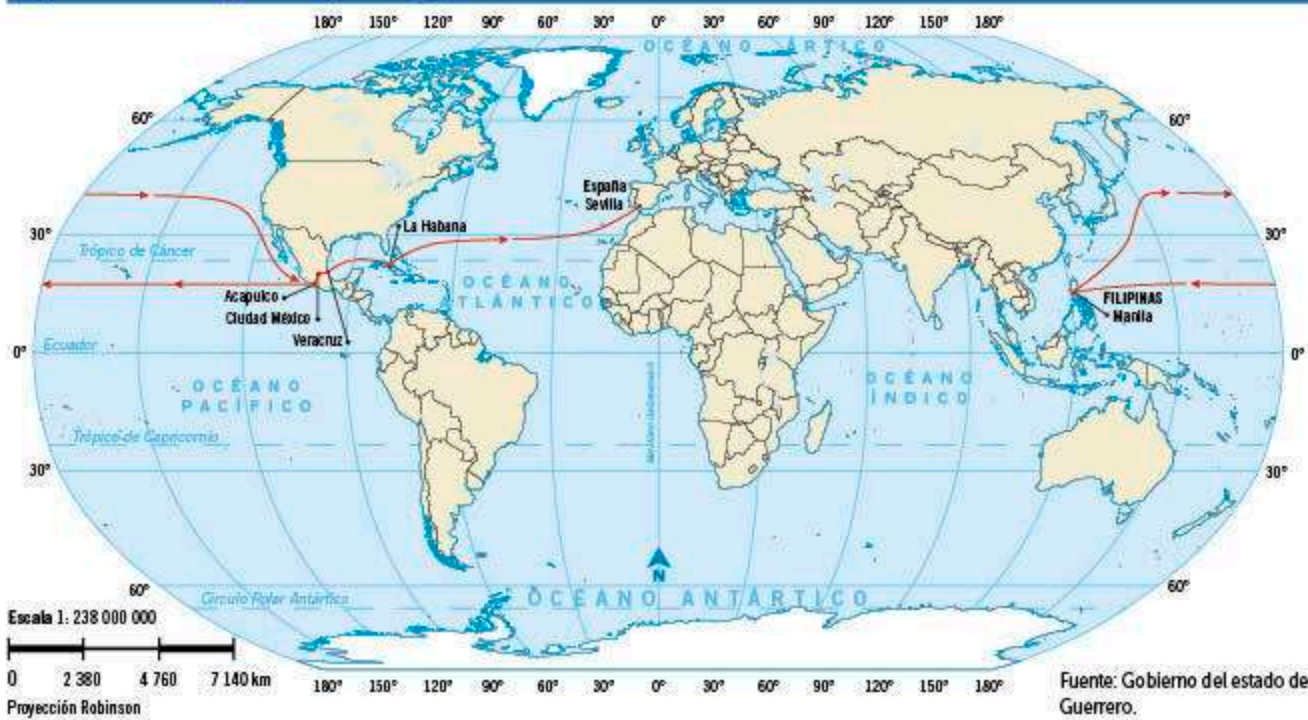 180° 150° 120° 90° 60° 30° 0° 30° 60° 90° 120° 150° 180°
OCÉANO ÁRTICO
60° 60°
España
Sevilla
La Habana
30° 30°
Trópico de Cáncer
OCÉANO
ATLÁNTICO
Acapulco
Ciudad México
Veracruz
FILIPINAS
Manila
Ecuador
0° 0°
OCÉANO
PACÍFICO
OCÉANO
ÍNDICO
Trópico de Capricornio
30° 30°
N
60° 60°
Círculo Polar Antártico
OCÉANO ANTÁRTICO
Escala 1: 238 000 000
0 2 380 4 760 7 140 km
Proyección Robinson
180° 150° 120° 90° 60° 30° 0° 30° 60° 90° 120° 150° 180°
Fuente: Gobierno del estado de
Guerrero.